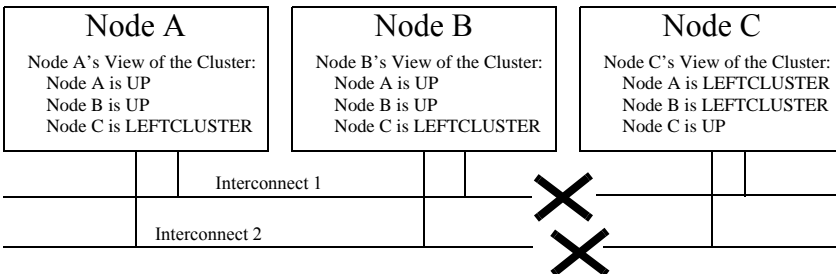 Node A
Node A's View of the Cluster:
Node A is UP
Node B is UP
Node C is LEFTCLUSTER
Node B
Node B's View of the Cluster:
Node A is UP
Node B is UP
Node C is LEFTCLUSTER
Node C
Node C's View of the Cluster:
Node A is LEFTCLUSTER
Node B is LEFTCLUSTER
Node C is UP
Interconnect 1
Interconnect 2